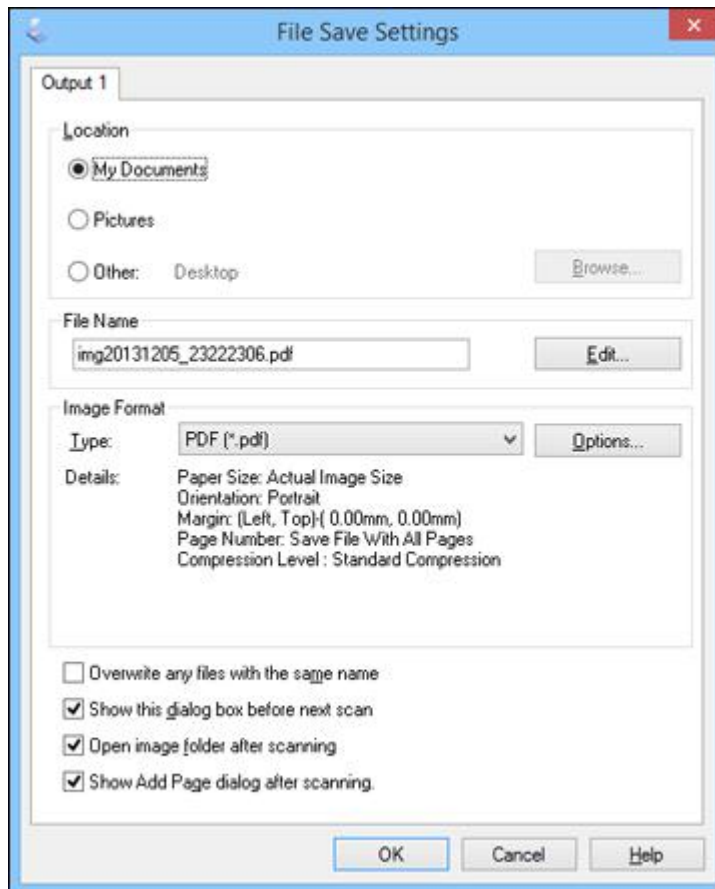 File Save Settings
Output 1
Location
My Documents
Pictures
Other: Desktop Browse...
File Name
img20131205_23222306.pdf Edit...
Image Format
Type: PDF (*.pdf) Options...
Details: Paper Size: Actual Image Size
Orientation: Portrait
Margin: (Left, Top)-( 0.00mm, 0.00mm)
Page Number: Save File With All Pages
Compression Level : Standard Compression
Overwrite any files with the same name
Show this dialog box before next scan
Open image folder after scanning
Show Add Page dialog after scanning.
OK Cancel Help